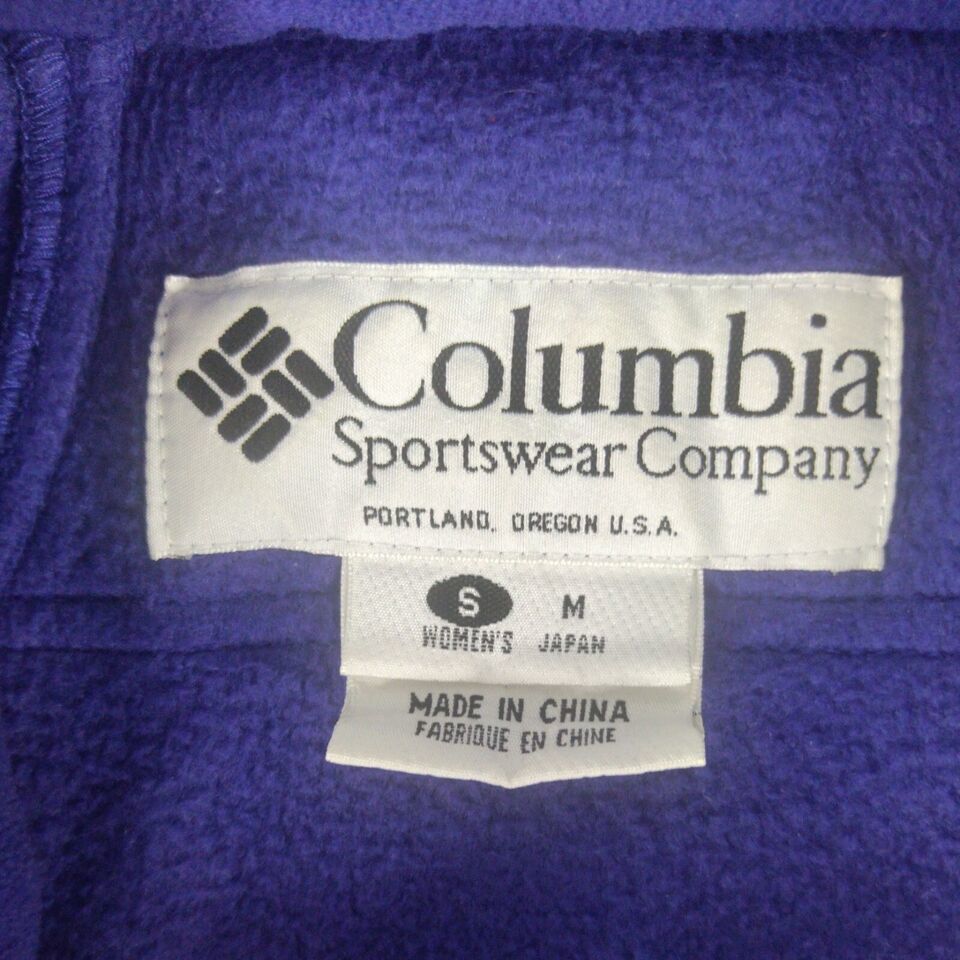 Columbia
Sportswear Company
PORTLAND, OREGON U.S.A.
S M
WOMEN'S JAPAN
MADE IN CHINA
FABRIQUE EN CHINE